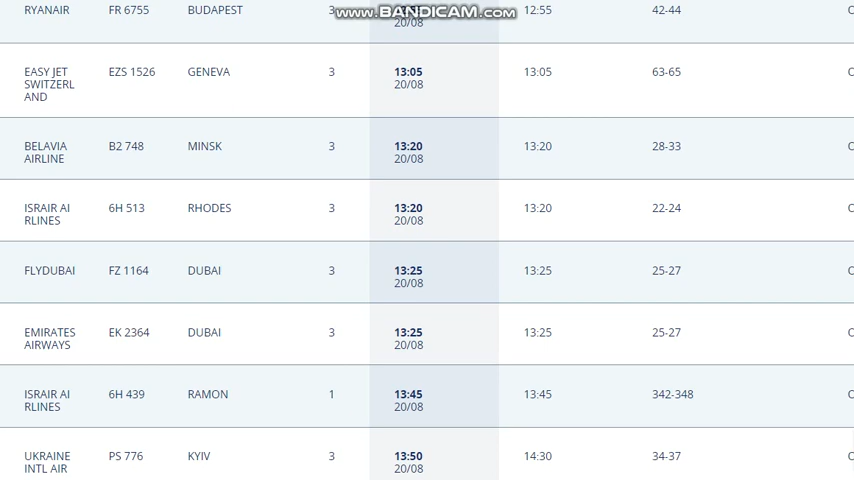 www.BANDICAM.com
RYANAIR FR 6755 BUDAPEST 3 12:55 42-44
20/08
EASY JET EZS 1526 GENEVA 3 13:05 13:05 63-65
SWITZERL 20/08
AND
BELAVIA B2 748 MINSK 3 13:20 13:20 28-33
AIRLINE 20/08
ISRAIR AI 6H 513 RHODES 3 13:20 13:20 22-24
RLINES 20/08
FLYDUBAI FZ 1164 DUBAI 3 13:25 13:25 25-27
20/08
EMIRATES EK 2364 DUBAI 3 13:25 13:25 25-27
AIRWAYS 20/08
ISRAIR AI 6H 439 RAMON 1 13:45 13:45 342-348
RLINES 20/08
UKRAINE PS 776 KYIV 3 13:50 14:30 34-37
INTL AIR 20/08